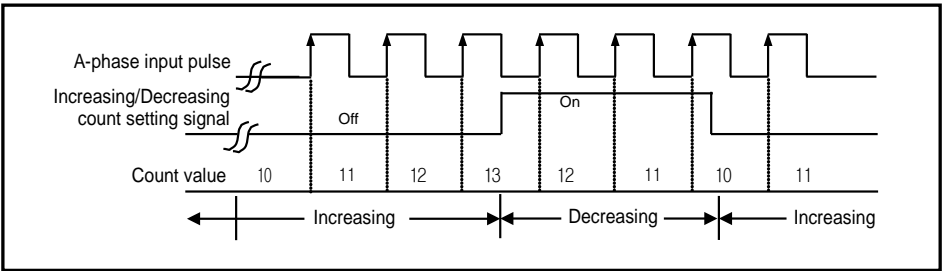 A-phase input pulse
Increasing/Decreasing
count setting signal
Off
On
Count value 10 11 12 13 12 11 10 11
Increasing Decreasing Increasing